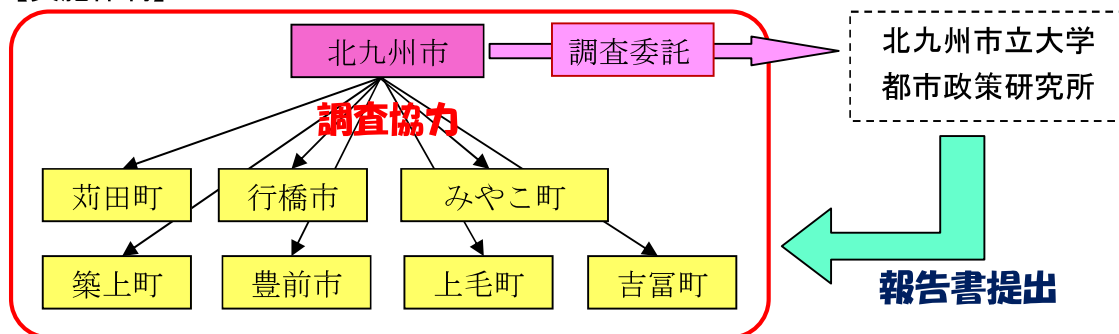 北九州市
調査委託
北九州市立大学
都市政策研究所
調査協力
苅田町
行橋市
みやこ町
築上町
豊前市
上毛町
吉冨町
報告書提出